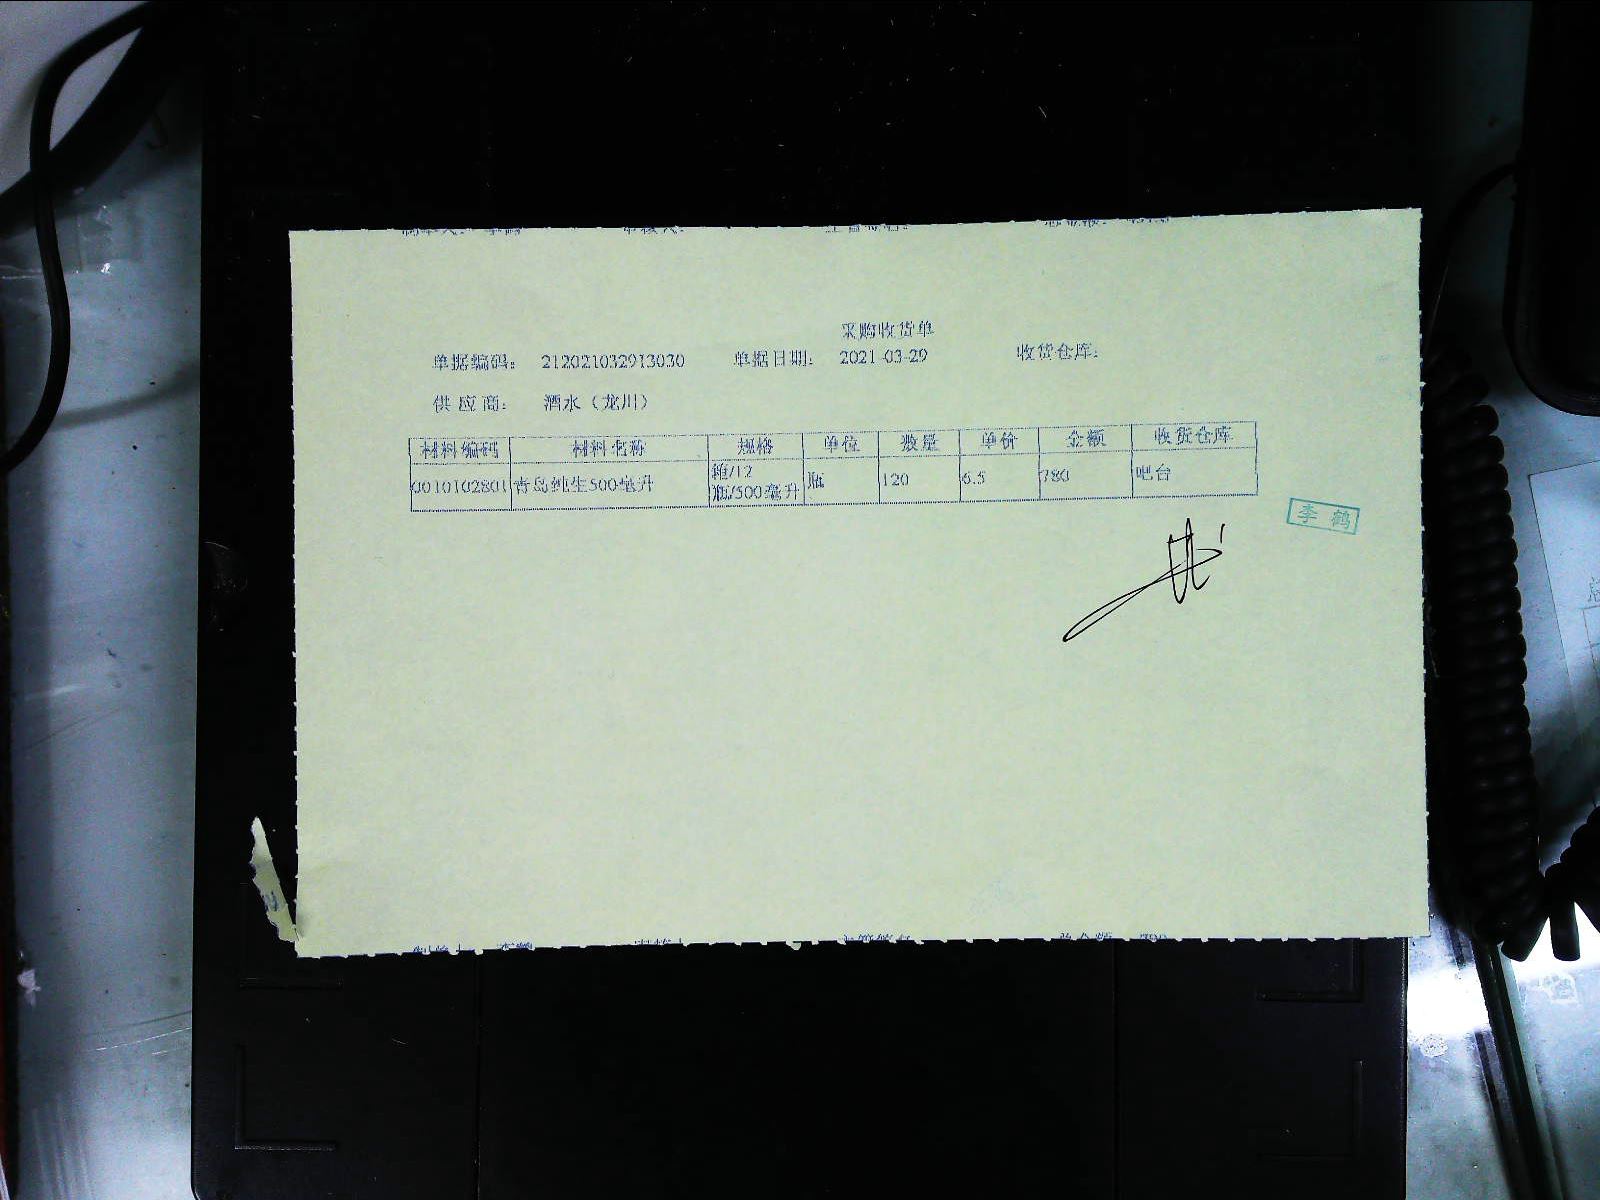 采购收货单
单据编码: 212021032913030 单据日期: 2021-03-29 收货仓库:
供 应 商: 酒水（龙川）
材料编码 材料名称 规格 单位 数量 单价 金额 收货仓库
0010102801 青岛纯生500毫升 箱/12瓶/500毫升 瓶 120 6.5 780 吧台
李 鹤